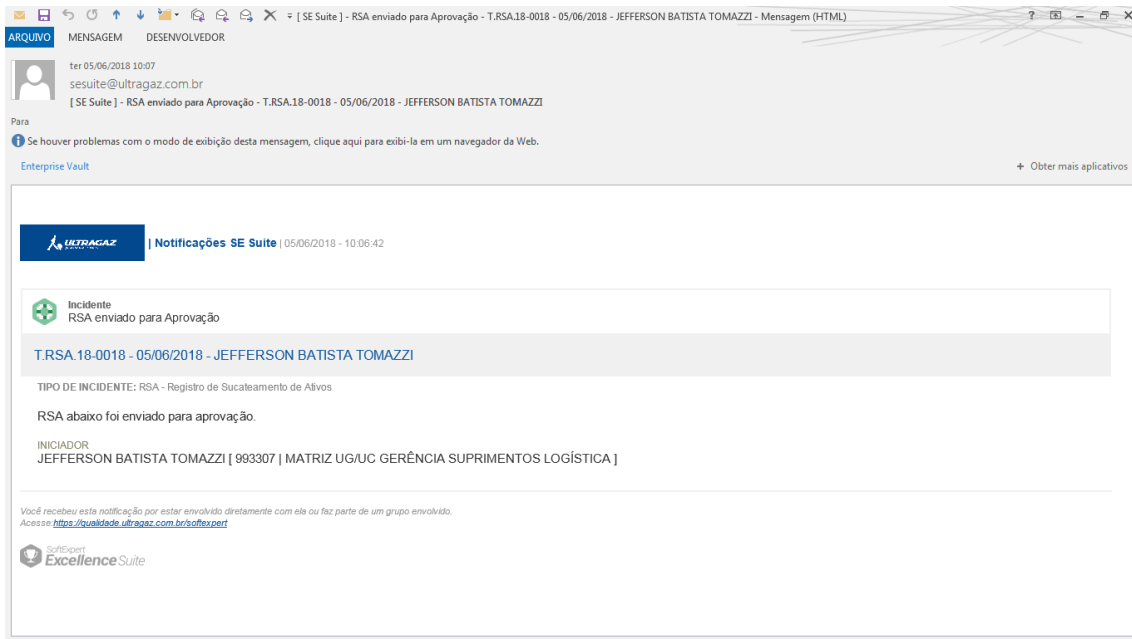 [ SE Suite ] - RSA enviado para Aprovação - T.RSA.18-0018 - 05/06/2018 - JEFFERSON BATISTA TOMAZZI - Mensagem (HTML)
ARQUIVO MENSAGEM DESENVOLVEDOR
ter 05/06/2018 10:07
sesuite@ultragaz.com.br
[ SE Suite ] - RSA enviado para Aprovação - T.RSA.18-0018 - 05/06/2018 - JEFFERSON BATISTA TOMAZZI
Para
Se houver problemas com o modo de exibição desta mensagem, clique aqui para exibi-la em um navegador da Web.
Enterprise Vault + Obter mais aplicativos
ULTRAGAZ | Notificações SE Suite | 05/06/2018 - 10:06:42
Incidente
RSA enviado para Aprovação
T.RSA.18-0018 - 05/06/2018 - JEFFERSON BATISTA TOMAZZI
TIPO DE INCIDENTE: RSA - Registro de Sucateamento de Ativos
RSA abaixo foi enviado para aprovação.
INICIADOR
JEFFERSON BATISTA TOMAZZI [ 993307 | MATRIZ UG/UC GERÊNCIA SUPRIMENTOS LOGÍSTICA ]
Você recebeu esta notificação por estar envolvido diretamente com ela ou faz parte de um grupo envolvido.
Acesse:https://qualidade.ultragaz.com.br/softexpert
SoftExpert
Excellence Suite